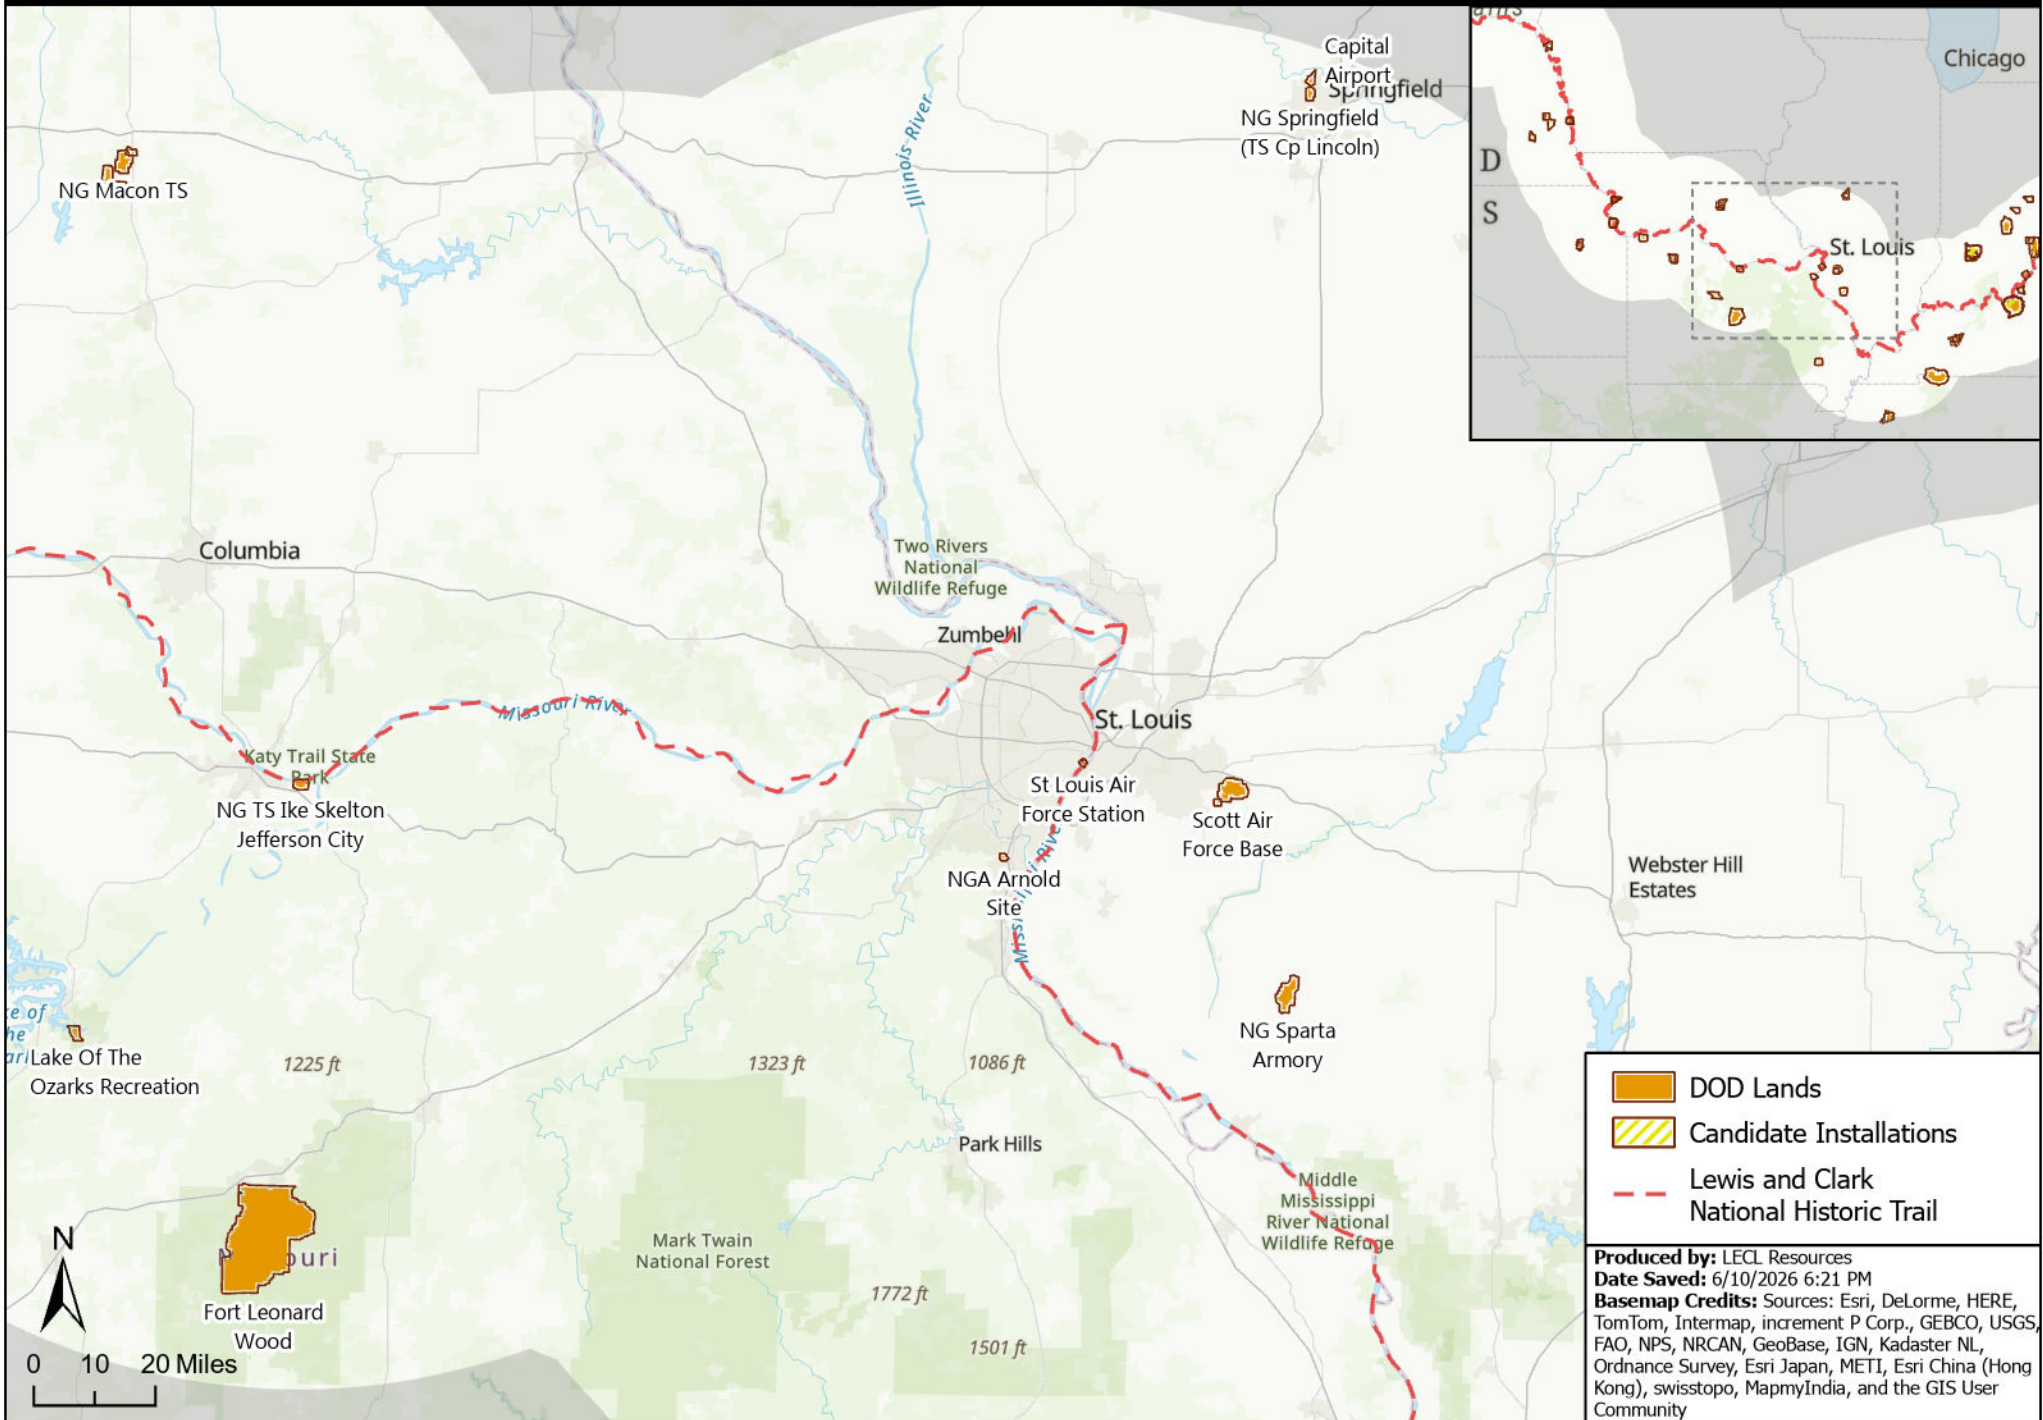 Capital
Airport
Springfield
NG Springfield
(TS Cp Lincoln)
NG Macon TS
Illinois River
Chicago
D
S
St. Louis
Columbia
Two Rivers
National
Wildlife Refuge
Zumbehl
Missouri River
St. Louis
Katy Trail State
Park
NG TS Ike Skelton
Jefferson City
St Louis Air
Force Station
Scott Air
Force Base
NGA Arnold
Site
Webster Hill
Estates
NG Sparta
Armory
Lake Of The
Ozarks Recreation
1225 ft
1323 ft
1086 ft
Park Hills
Middle
Mississippi
River National
Wildlife Refuge
Mark Twain
National Forest
1772 ft
1501 ft
Fort Leonard
Wood
N
0 10 20 Miles
DOD Lands
Candidate Installations
Lewis and Clark
National Historic Trail
Produced by: LECL Resources
Date Saved: 6/10/2026 6:21 PM
Basemap Credits: Sources: Esri, DeLorme, HERE,
TomTom, Intermap, increment P Corp., GEBCO, USGS,
FAO, NPS, NRCAN, GeoBase, IGN, Kadaster NL,
Ordnance Survey, Esri Japan, METI, Esri China (Hong
Kong), swisstopo, MapmyIndia, and the GIS User
Community